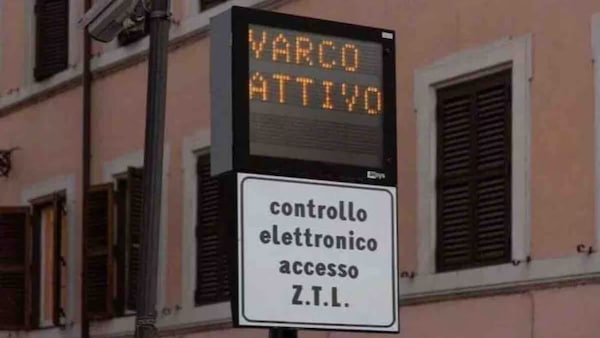 VARCO
ATTIVO
controllo
elettronico
accesso
Z.T.L.